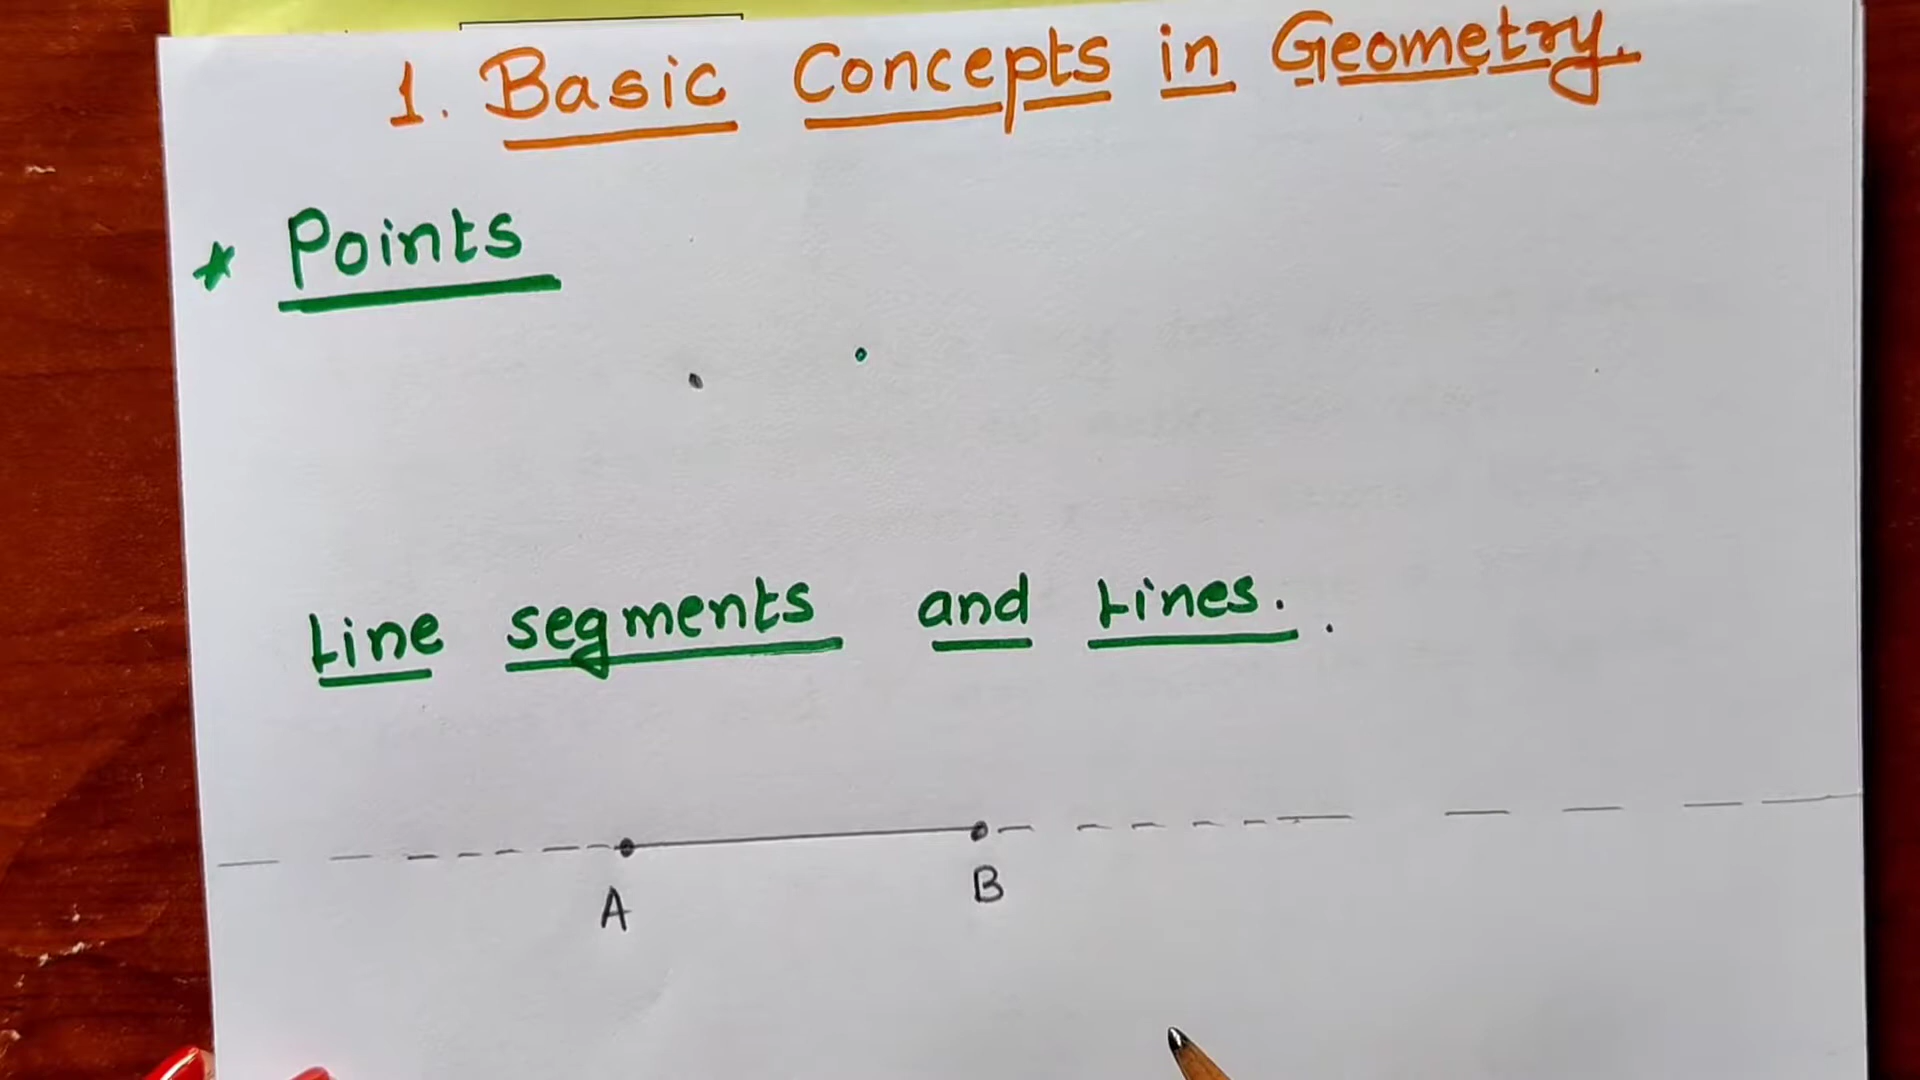 1. Basic Concepts in Geometry.
* Points
Line segments and Lines.
A B